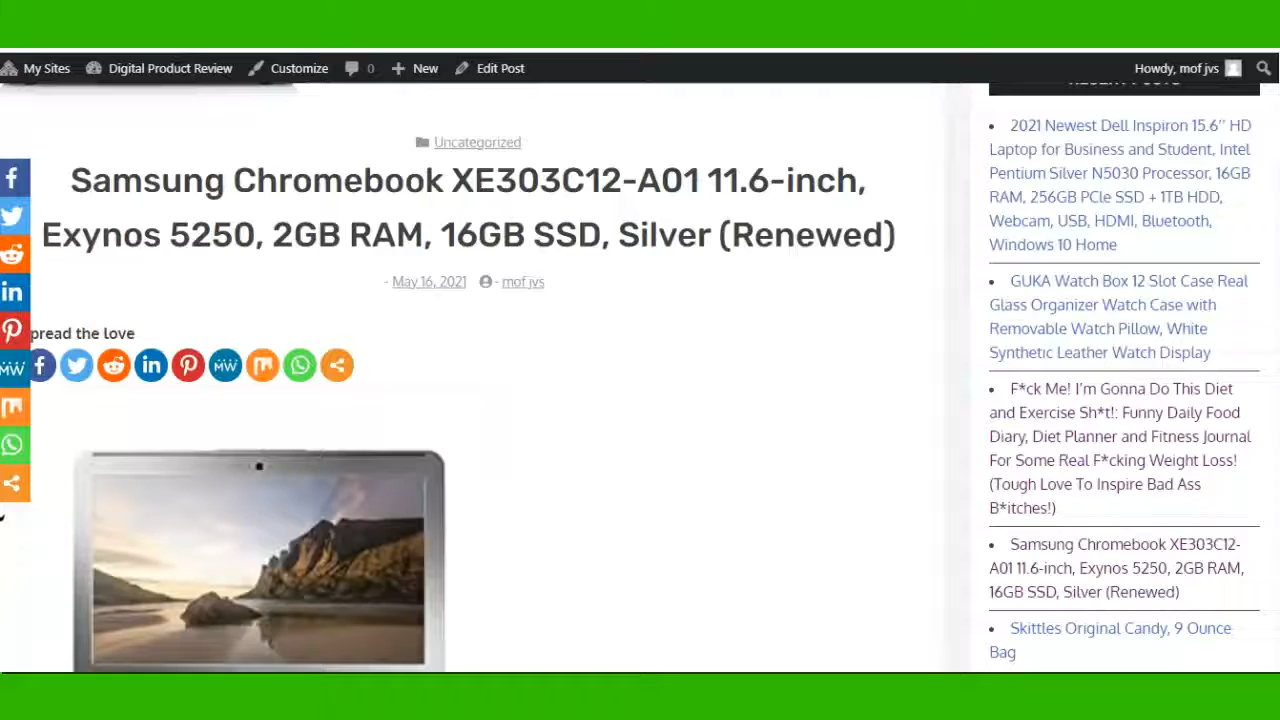 My Sites Digital Product Review Customize 0 New Edit Post Howdy, mof jvs
Uncategorized
Samsung Chromebook XE303C12-A01 11.6-inch,
Exynos 5250, 2GB RAM, 16GB SSD, Silver (Renewed)
- May 16, 2021 - mof jvs
pread the love
MW
MW
RECENT POSTS
2021 Newest Dell Inspiron 15.6’’ HD
Laptop for Business and Student, Intel
Pentium Silver N5030 Processor, 16GB
RAM, 256GB PCIe SSD + 1TB HDD,
Webcam, USB, HDMI, Bluetooth,
Windows 10 Home
GUKA Watch Box 12 Slot Case Real
Glass Organizer Watch Case with
Removable Watch Pillow, White
Synthetic Leather Watch Display
F*ck Me! I’m Gonna Do This Diet
and Exercise Sh*t!: Funny Daily Food
Diary, Diet Planner and Fitness Journal
For Some Real F*cking Weight Loss!
(Tough Love To Inspire Bad Ass
B*itches!)
Samsung Chromebook XE303C12-
A01 11.6-inch, Exynos 5250, 2GB RAM,
16GB SSD, Silver (Renewed)
Skittles Original Candy, 9 Ounce
Bag